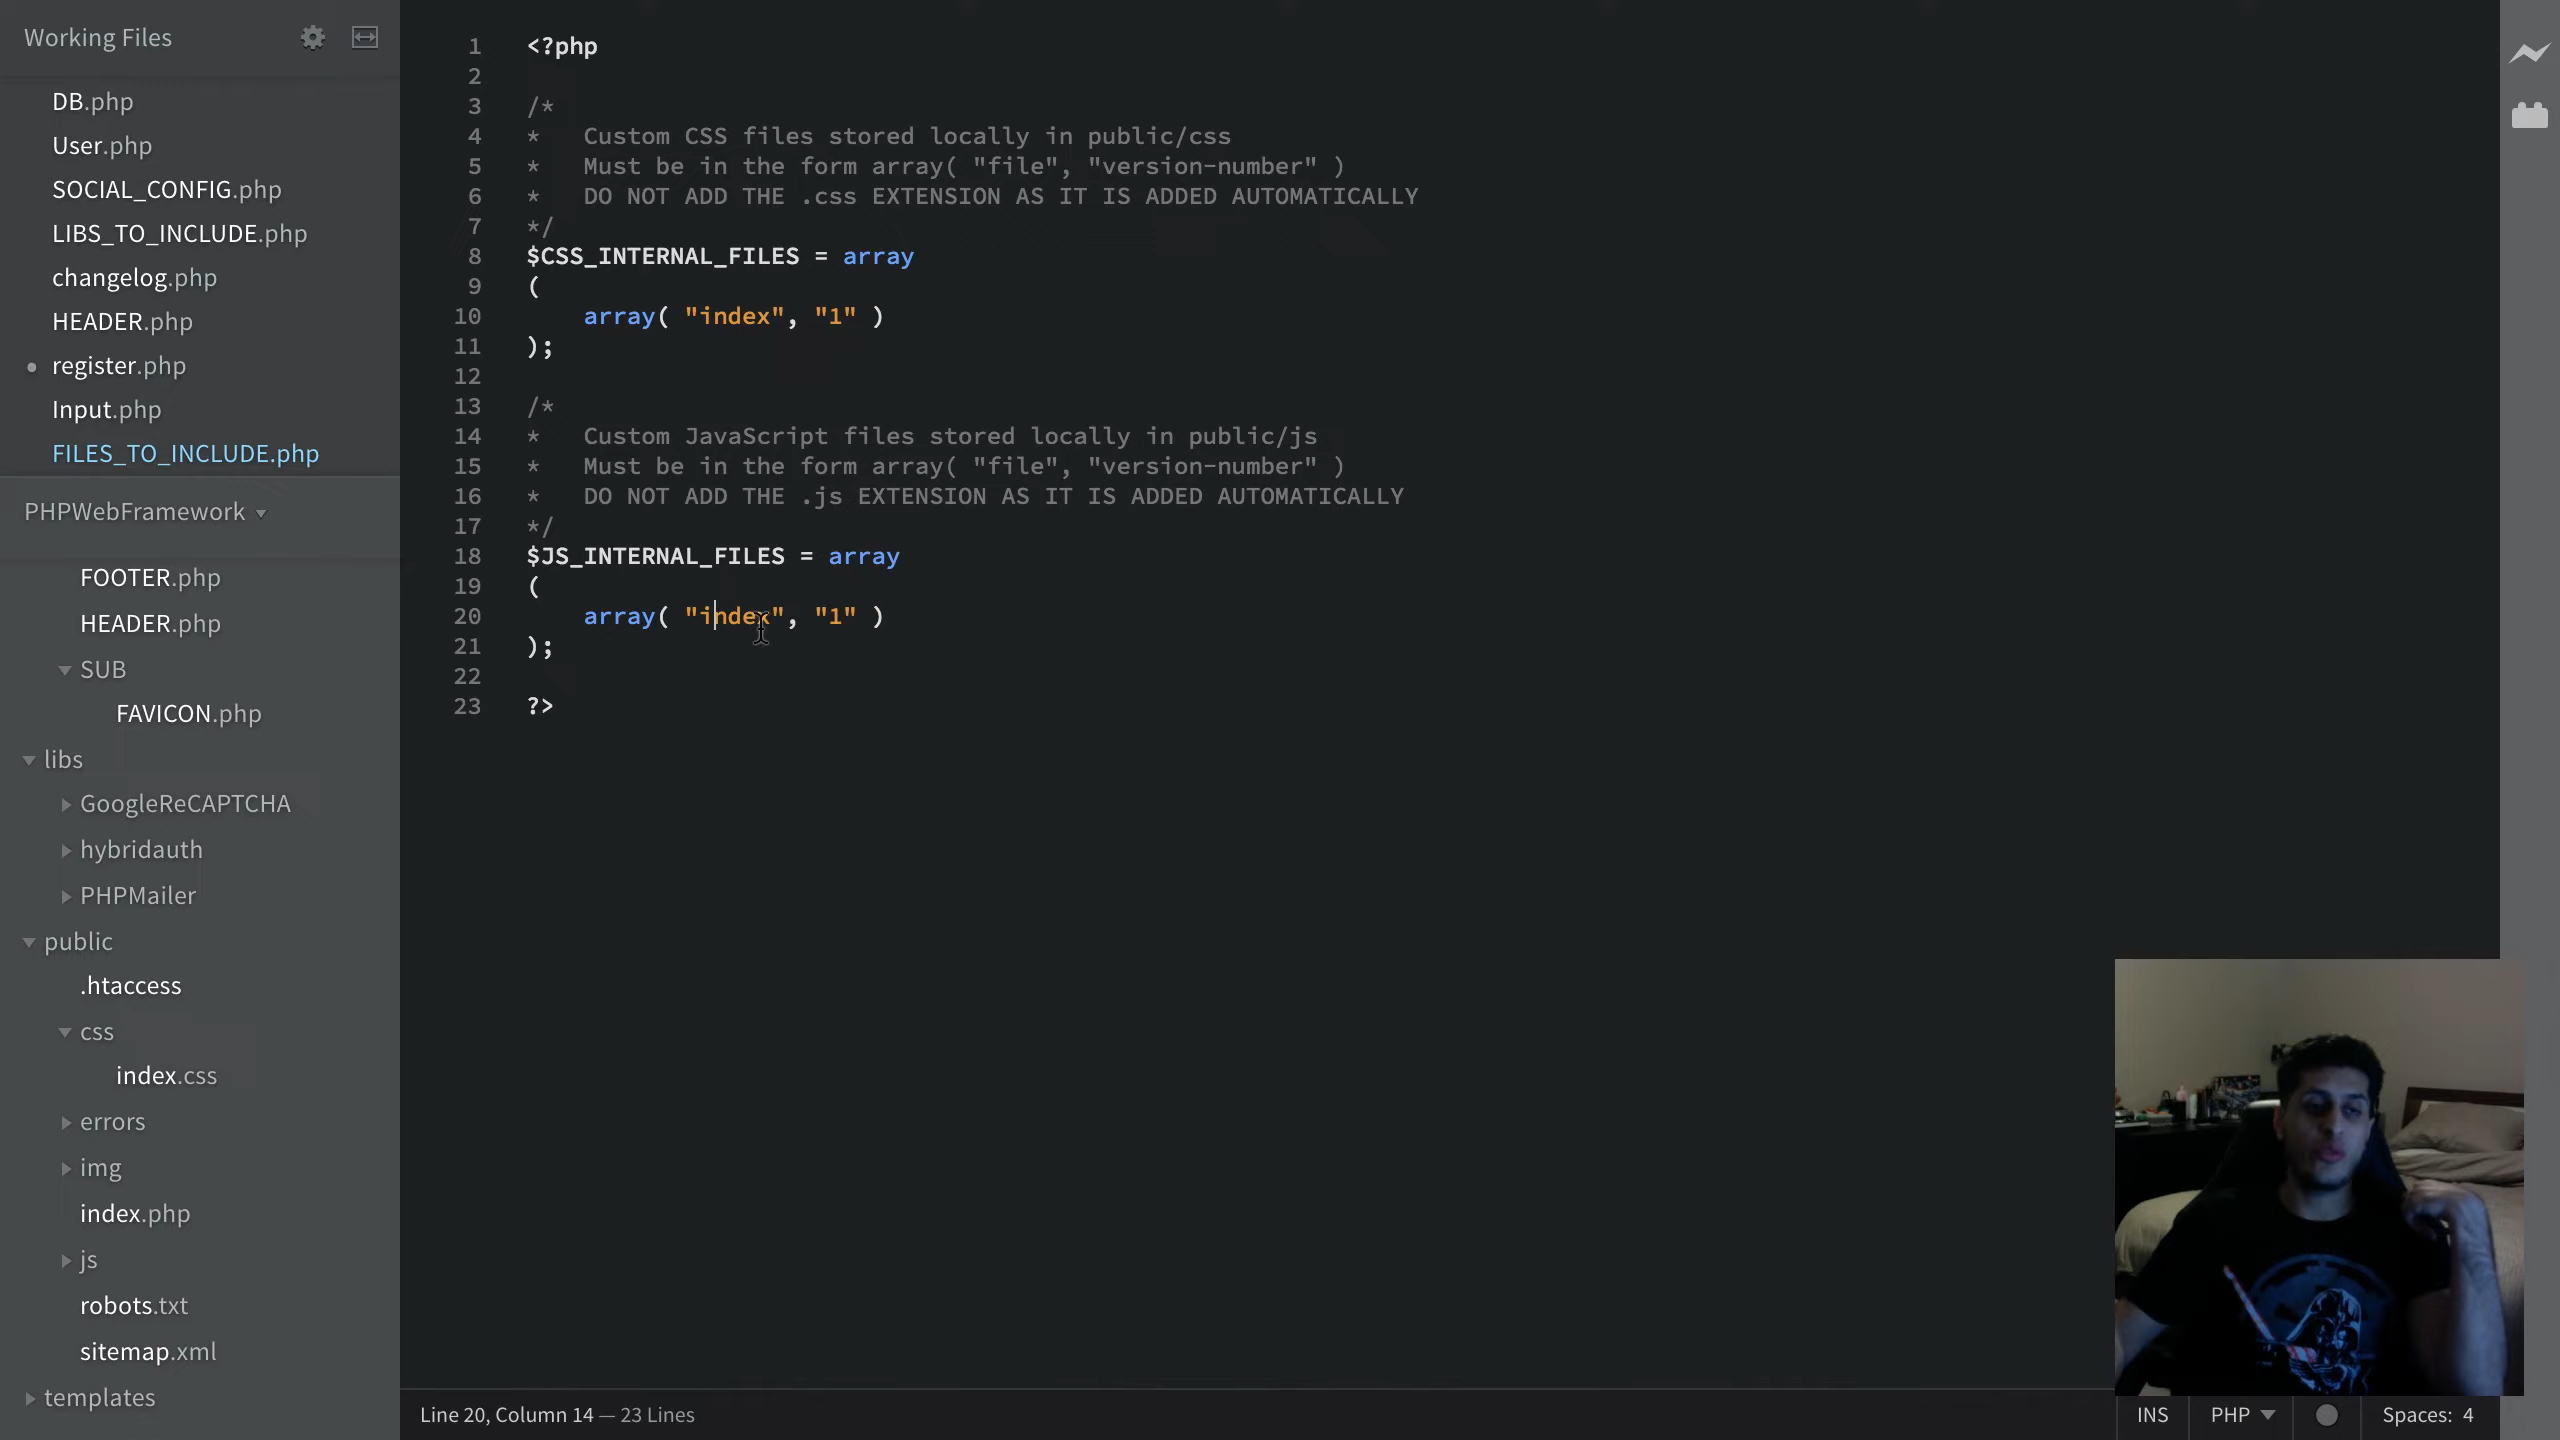 Working Files
DB.php
User.php
SOCIAL_CONFIG.php
LIBS_TO_INCLUDE.php
changelog.php
HEADER.php
register.php
Input.php
FILES_TO_INCLUDE.php
PHPWebFramework
FOOTER.php
HEADER.php
SUB
FAVICON.php
libs
GoogleReCAPTCHA
hybridauth
PHPMailer
public
.htaccess
css
index.css
errors
img
index.php
js
robots.txt
sitemap.xml
templates
1 <?php
2
3 /*
4 *   Custom CSS files stored locally in public/css
5 *   Must be in the form array( "file", "version-number" )
6 *   DO NOT ADD THE .css EXTENSION AS IT IS ADDED AUTOMATICALLY
7 */
8 $CSS_INTERNAL_FILES = array
9 (
10     array( "index", "1" )
11 );
12
13 /*
14 *   Custom JavaScript files stored locally in public/js
15 *   Must be in the form array( "file", "version-number" )
16 *   DO NOT ADD THE .js EXTENSION AS IT IS ADDED AUTOMATICALLY
17 */
18 $JS_INTERNAL_FILES = array
19 (
20     array( "index", "1" )
21 );
22
23 ?>
Line 20, Column 14 — 23 Lines
INS PHP Spaces: 4